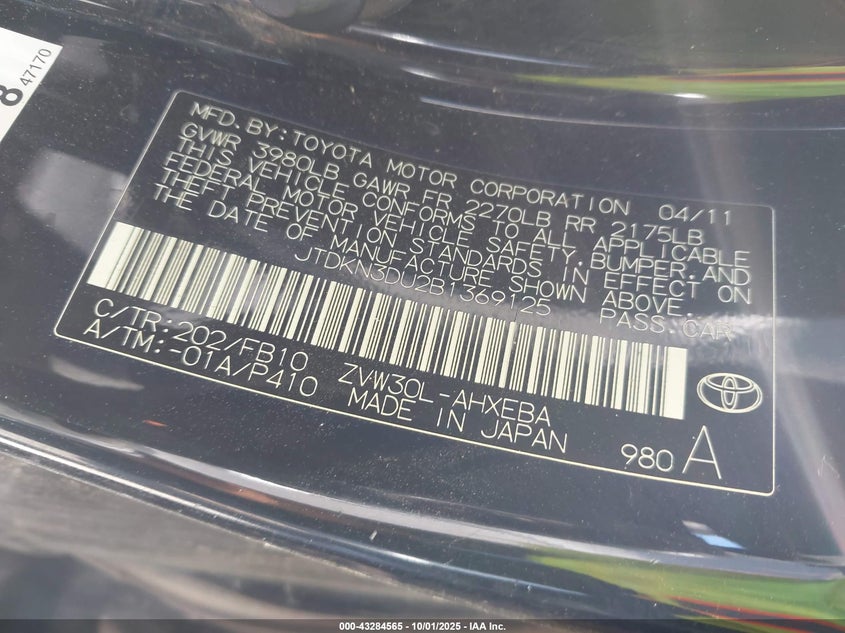 8
47170
MFD. BY: TOYOTA MOTOR CORPORATION 04/11
GVWR 3980LB GAWR FR 2270LB RR 2175LB
THIS VEHICLE CONFORMS TO ALL APPLICABLE
FEDERAL MOTOR VEHICLE SAFETY, BUMPER, AND
THEFT PREVENTION STANDARDS IN EFFECT ON
THE DATE OF MANUFACTURE SHOWN ABOVE.
JTDKN3DU2B1369125 PASS.CAR
C/TR:202/FB10 ZVW30L-AHXEBA
A/TM:-01A/P410 MADE IN JAPAN
980 A
000-43284565 - 10/01/2025 - IAA Inc.